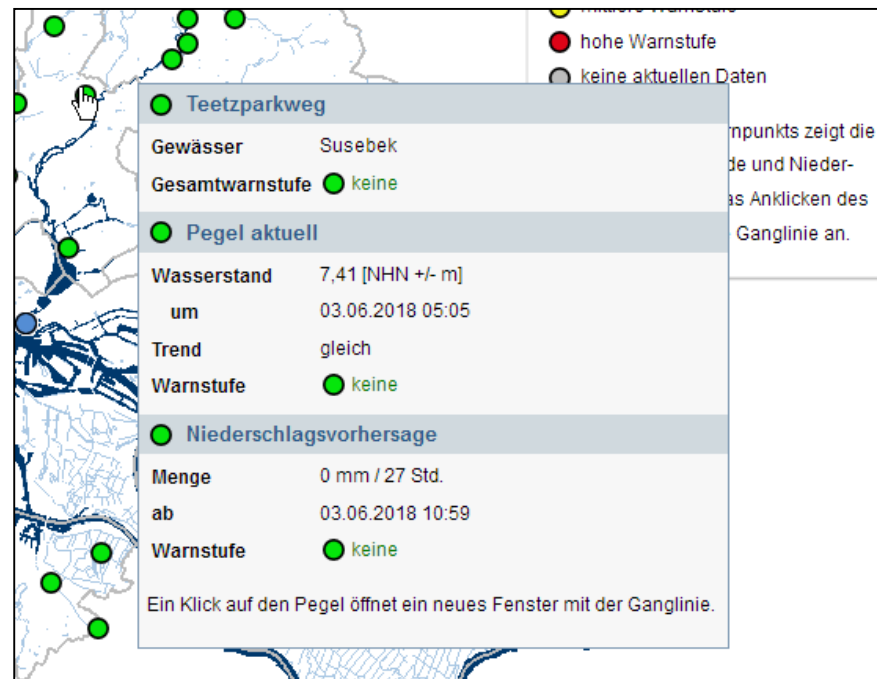 mittlere Warnstufe
hohe Warnstufe
keine aktuellen Daten
rnpunkts zeigt die
de und Nieder-
as Anklicken des
Ganglinie an.
Teetzparkweg
Gewässer Susebek
Gesamtwarnstufe keine
Pegel aktuell
Wasserstand 7,41 [NHN +/- m]
um 03.06.2018 05:05
Trend gleich
Warnstufe keine
Niederschlagsvorhersage
Menge 0 mm / 27 Std.
ab 03.06.2018 10:59
Warnstufe keine
Ein Klick auf den Pegel öffnet ein neues Fenster mit der Ganglinie.